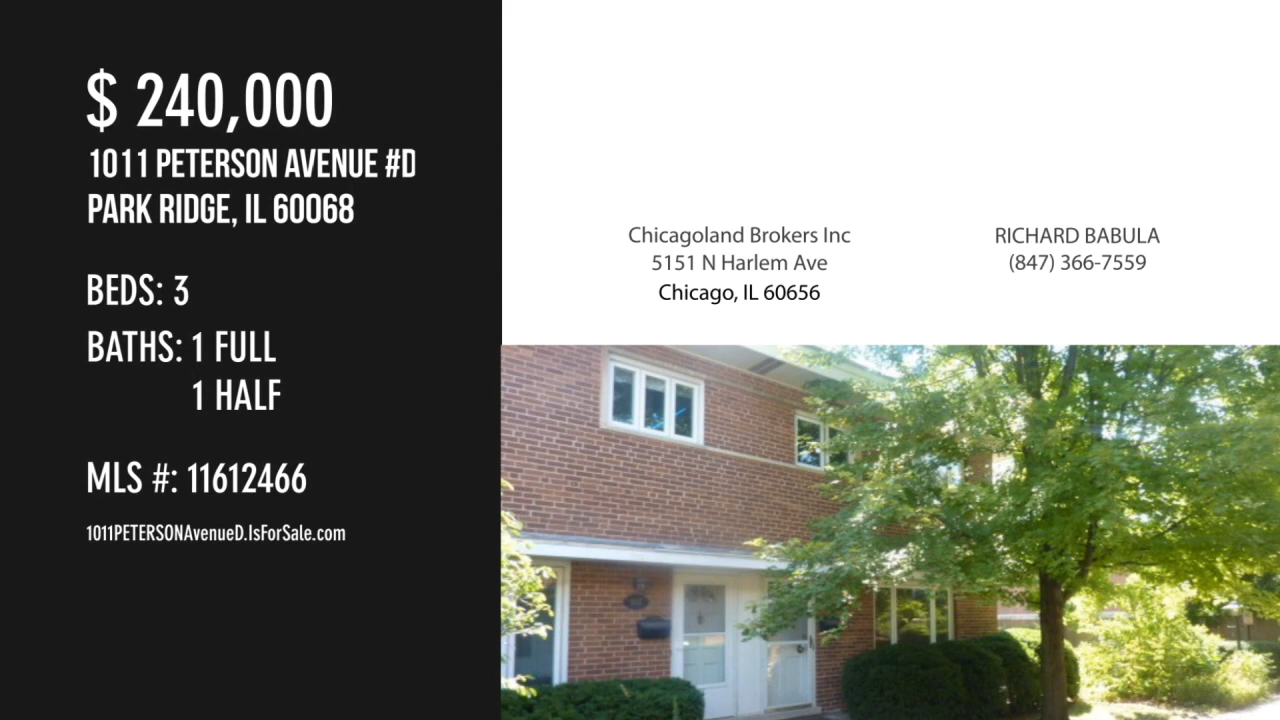 $ 240,000
1011 PETERSON AVENUE #D
PARK RIDGE, IL 60068
BEDS: 3
BATHS: 1 FULL
1 HALF
MLS #: 11612466
1011PETERSONAvenueD.IsForSale.com
Chicagoland Brokers Inc
5151 N Harlem Ave
Chicago, IL 60656
RICHARD BABULA
(847) 366-7559